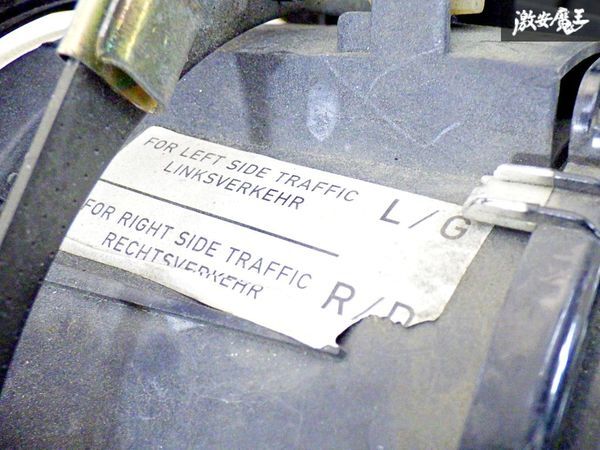 激安魔王
FOR LEFT SIDE TRAFFIC
LINKSVERKEHR
L/G
FOR RIGHT SIDE TRAFFIC
RECHTSVERKEHR
R/D